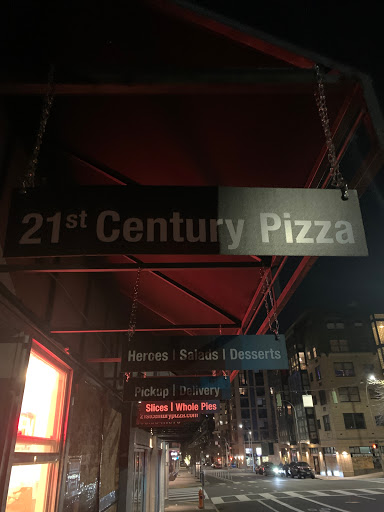 21st Century Pizza
Heroes | Salads | Desserts
Pickup | Delivery
Slices | Whole Pies